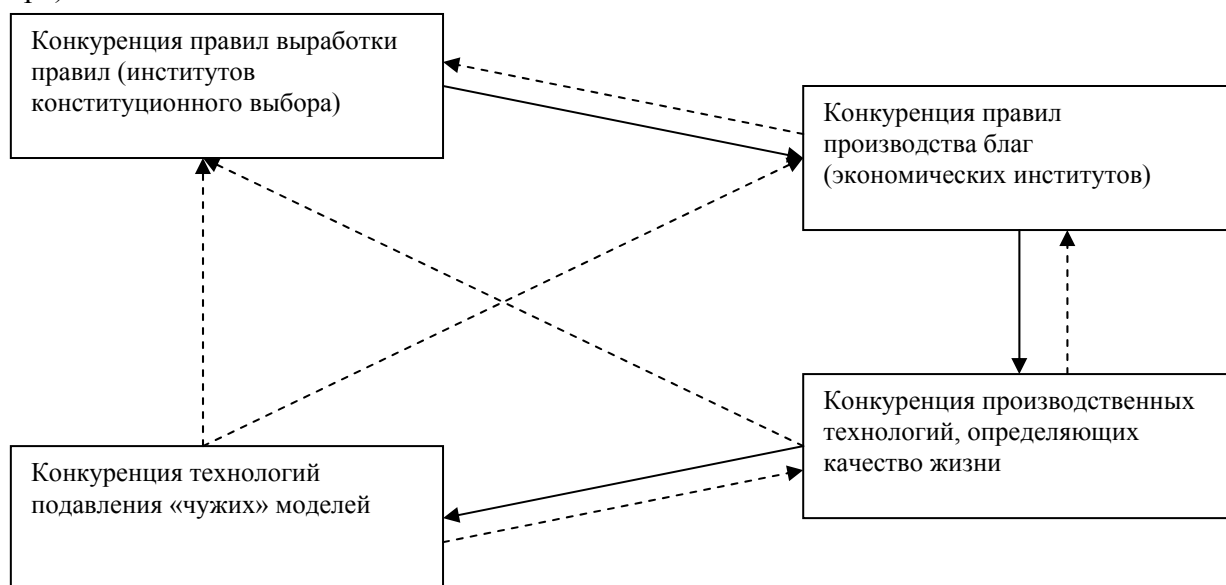 Конкуренция правил выработки
правил (институтов
конституционного выбора)
Конкуренция правил
производства благ
(экономических институтов)
Конкуренция производственных
технологий, определяющих
качество жизни
Конкуренция технологий
подавления «чужих» моделей